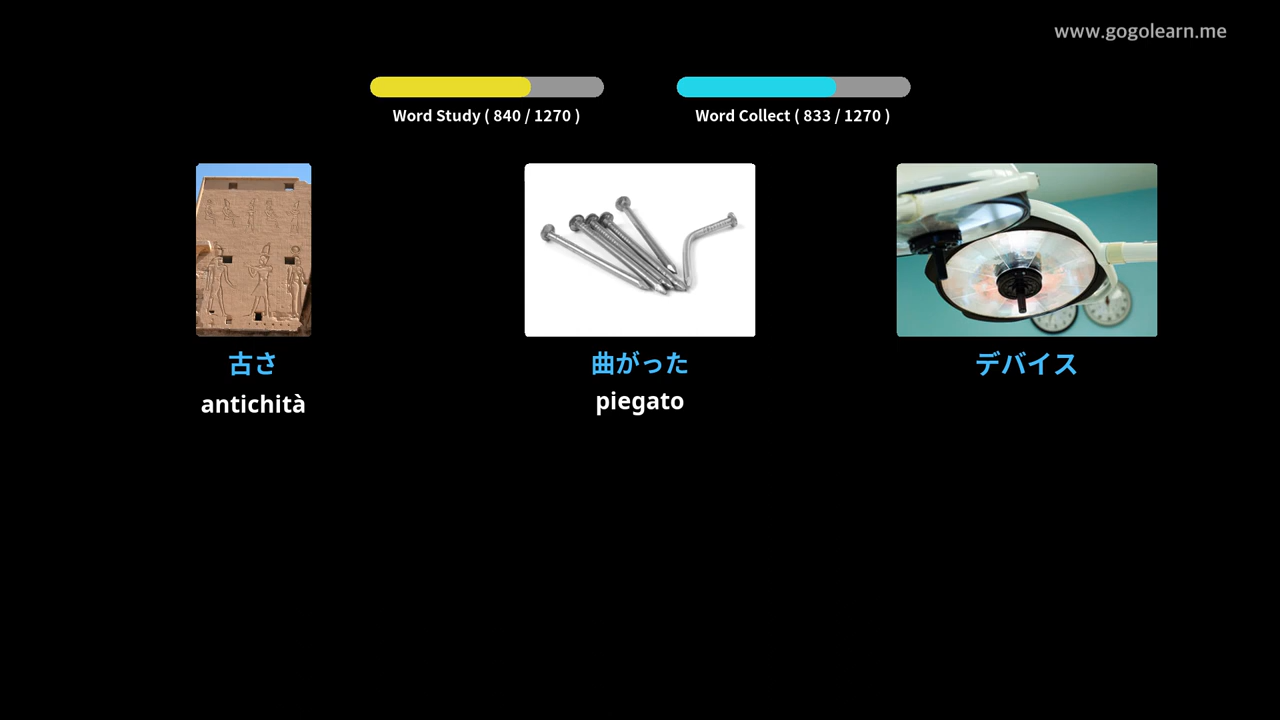 www.gogolearn.me
Word Study ( 840 / 1270 )
Word Collect ( 833 / 1270 )
古さ
antichità
曲がった
piegato
デバイス